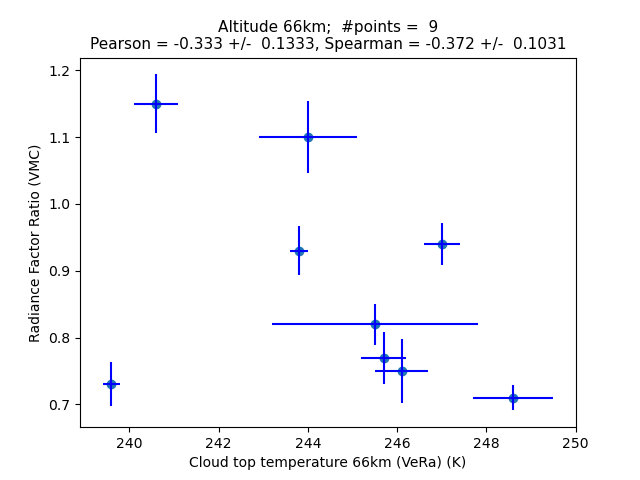 Altitude 66km;  #points =  9
Pearson = -0.333 +/-  0.1333, Spearman = -0.372 +/-  0.1031
1.2
1.1
1.0
0.9
0.8
0.7
Radiance Factor Ratio (VMC)
240 242 244 246 248 250
Cloud top temperature 66km (VeRa) (K)